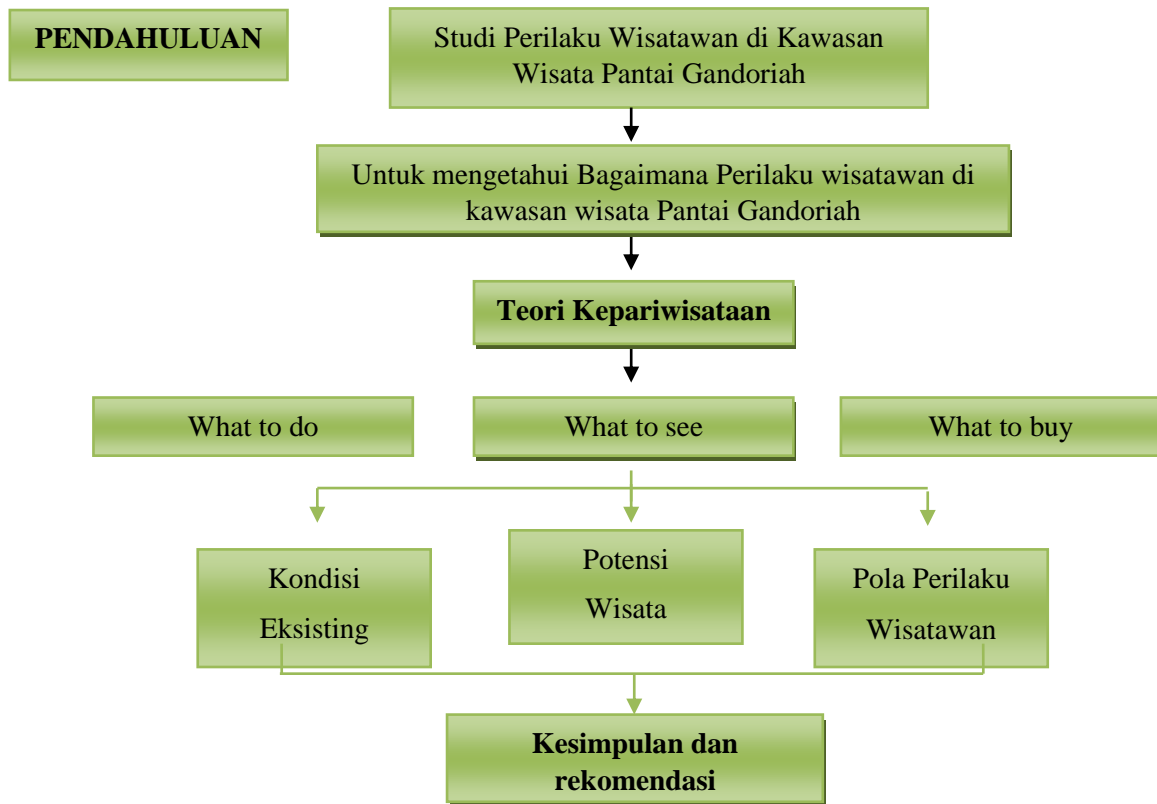 PENDAHULUAN
Studi Perilaku Wisatawan di Kawasan
Wisata Pantai Gandoriah
Untuk mengetahui Bagaimana Perilaku wisatawan di
kawasan wisata Pantai Gandoriah
Teori Kepariwisataan
What to do
What to see
What to buy
Kondisi
Eksisting
Potensi
Wisata
Pola Perilaku
Wisatawan
Kesimpulan dan
rekomendasi